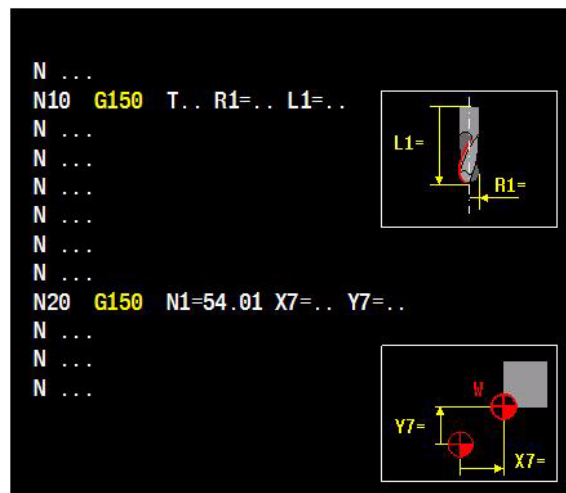 N ...
N10 G150 T.. R1=.. L1=..
N ...
N ...
N ...
N ...
N ...
N ...
N20 G150 N1=54.01 X7=.. Y7=..
N ...
N ...
N ...
L1=
R1=
W
Y7=
X7=